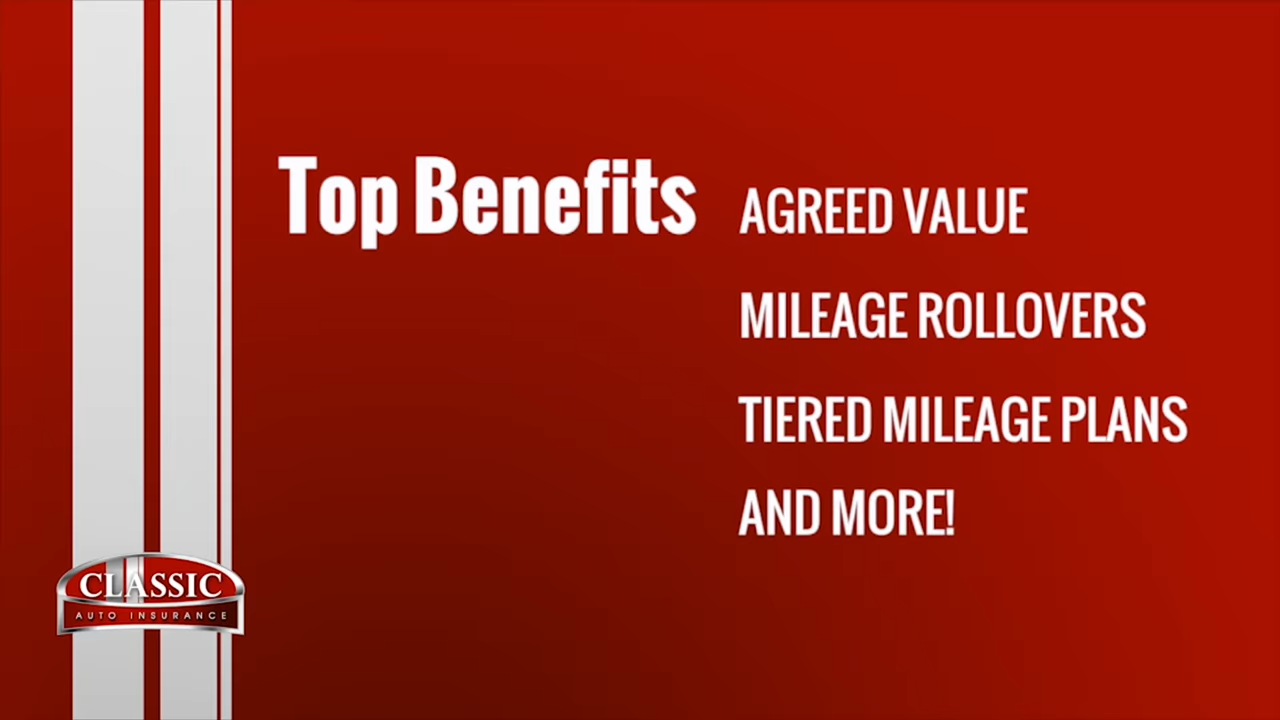 Top Benefits
AGREED VALUE
MILEAGE ROLLOVERS
TIERED MILEAGE PLANS
AND MORE!
CLASSIC
AUTO INSURANCE